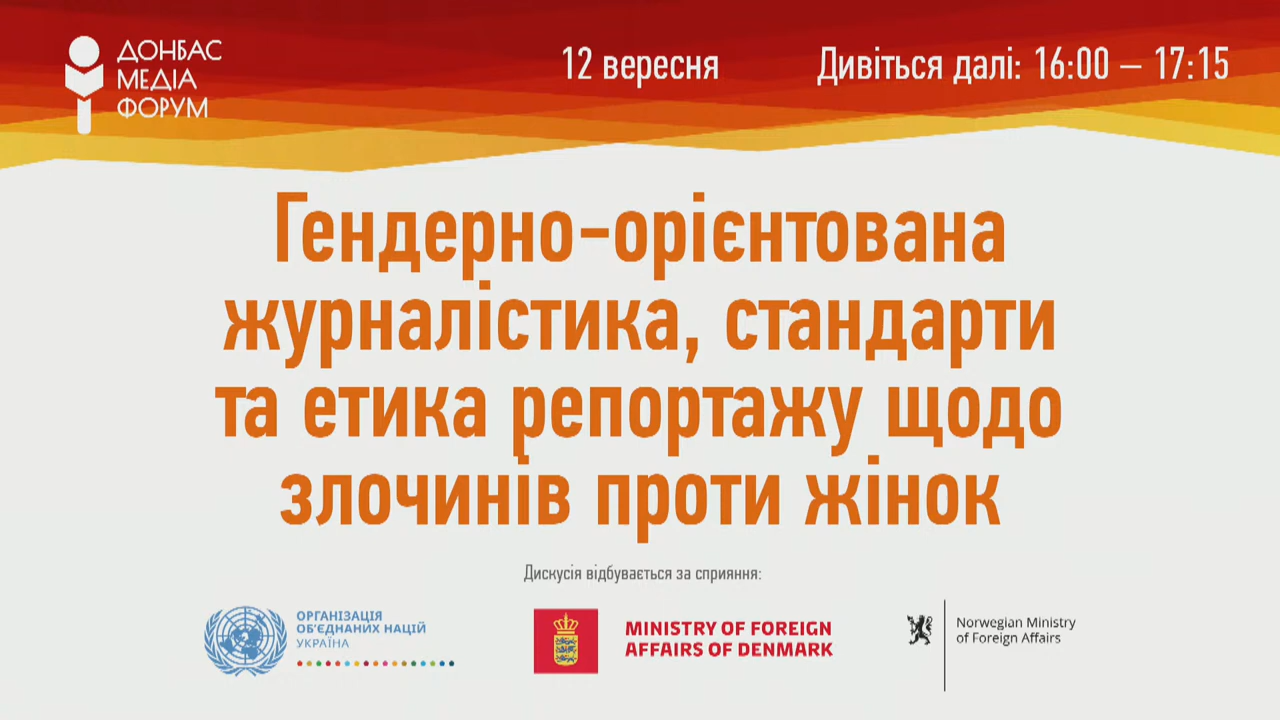 ДОНБАС
МЕДІА
ФОРУМ
12 вересня
Дивіться далі: 16:00 – 17:15
Гендерно-орієнтована
журналістика, стандарти
та етика репортажу щодо
злочинів проти жінок
Дискусія відбувається за сприяння:
ОРГАНІЗАЦІЯ
ОБ'ЄДНАНИХ НАЦІЙ
УКРАЇНА
MINISTRY OF FOREIGN
AFFAIRS OF DENMARK
Norwegian Ministry
of Foreign Affairs